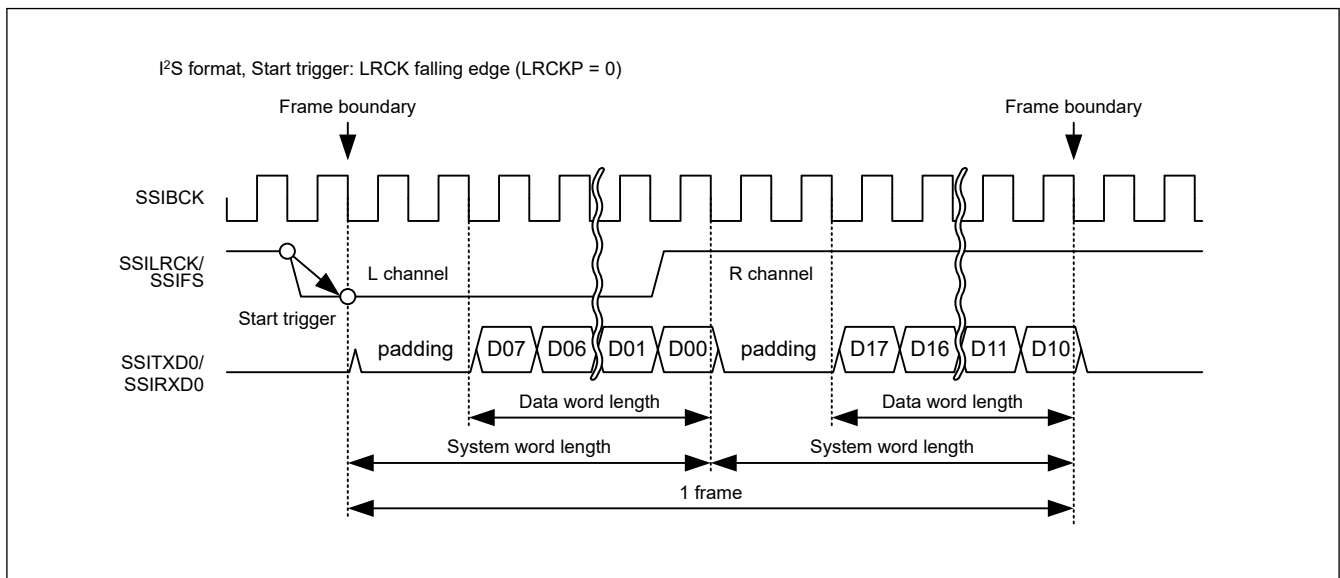 I²S format, Start trigger: LRCK falling edge (LRCKP = 0)
Frame boundary Frame boundary
SSIBCK
SSILRCK/
SSIFS
L channel R channel
Start trigger
SSITXD0/
SSIRXD0
padding D07 D06 D01 D00 padding D17 D16 D11 D10
Data word length Data word length
System word length System word length
1 frame